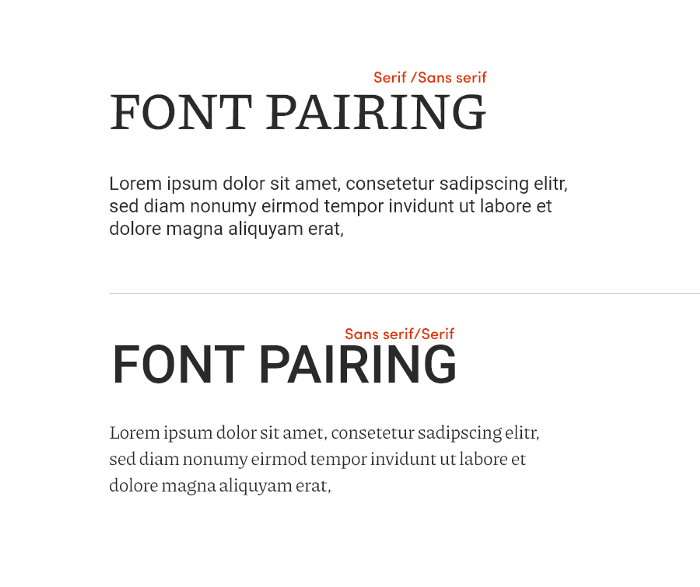 Serif /Sans serif
FONT PAIRING
Lorem ipsum dolor sit amet, consetetur sadipscing elitr,
sed diam nonumy eirmod tempor invidunt ut labore et
dolore magna aliquyam erat,
Sans serif/Serif
FONT PAIRING
Lorem ipsum dolor sit amet, consetetur sadipscing elitr,
sed diam nonumy eirmod tempor invidunt ut labore et
dolore magna aliquyam erat,